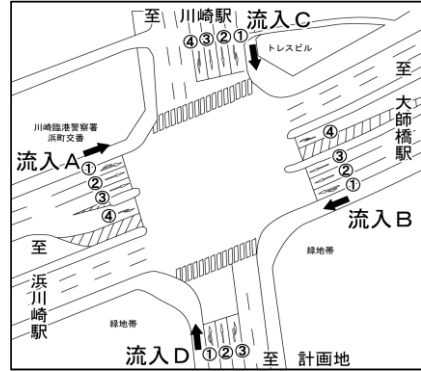 至 川崎駅
流入C
④③②①
トレスビル
至 大師橋駅
川崎臨港警察署
浜町交番
流入A
①
②
③
④
④
③
②
①
流入B
至 浜川崎駅
緑地帯
緑地帯
流入D
①②③
至 計画地